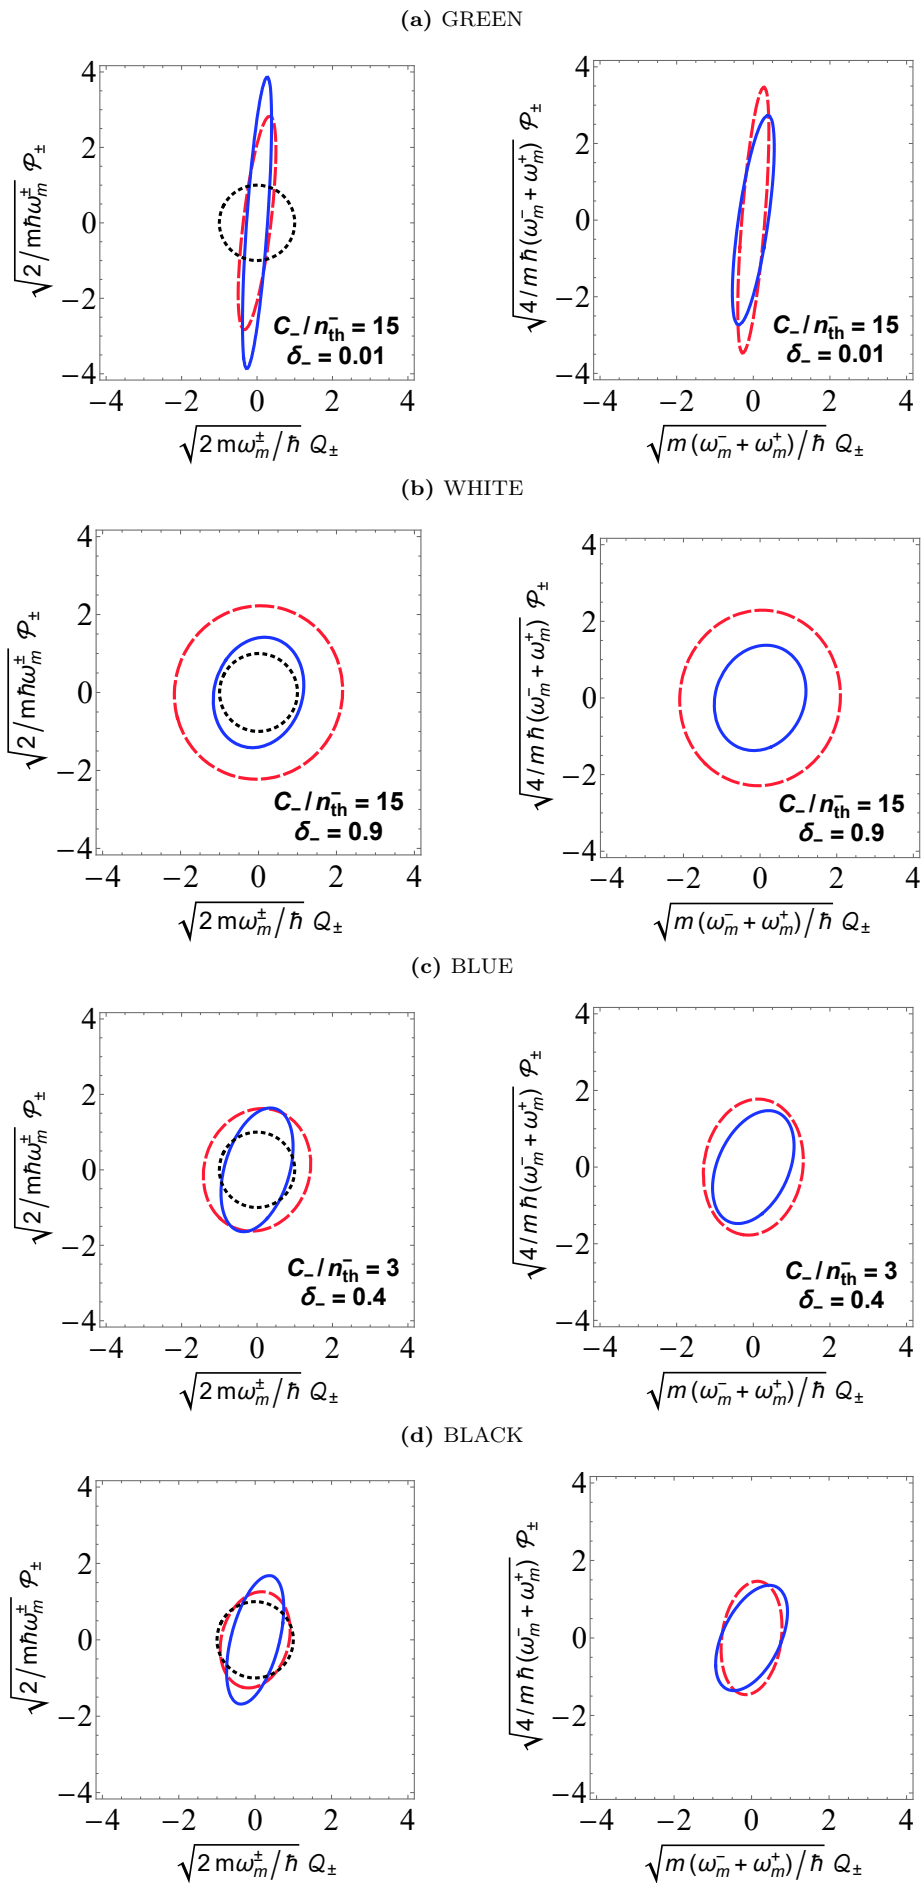 (a) GREEN
4
2
0
−2
−4
−4 −2 0 2 4
√2/mℏω_m^± 𝒫_±
√2mω_m^±/ℏ Q_±
C_−/n_th^− = 15
δ_− = 0.01
4
2
0
−2
−4
−4 −2 0 2 4
√4/mℏ(ω_m^− + ω_m^+) 𝒫_±
√m(ω_m^− + ω_m^+)/ℏ Q_±
C_−/n_th^− = 15
δ_− = 0.01
(b) WHITE
4
2
0
−2
−4
−4 −2 0 2 4
√2/mℏω_m^± 𝒫_±
√2mω_m^±/ℏ Q_±
C_−/n_th^− = 15
δ_− = 0.9
4
2
0
−2
−4
−4 −2 0 2 4
√4/mℏ(ω_m^− + ω_m^+) 𝒫_±
√m(ω_m^− + ω_m^+)/ℏ Q_±
C_−/n_th^− = 15
δ_− = 0.9
(c) BLUE
4
2
0
−2
−4
−4 −2 0 2 4
√2/mℏω_m^± 𝒫_±
√2mω_m^±/ℏ Q_±
C_−/n_th^− = 3
δ_− = 0.4
4
2
0
−2
−4
−4 −2 0 2 4
√4/mℏ(ω_m^− + ω_m^+) 𝒫_±
√m(ω_m^− + ω_m^+)/ℏ Q_±
C_−/n_th^− = 3
δ_− = 0.4
(d) BLACK
4
2
0
−2
−4
−4 −2 0 2 4
√2/mℏω_m^± 𝒫_±
√2mω_m^±/ℏ Q_±
4
2
0
−2
−4
−4 −2 0 2 4
√4/mℏ(ω_m^− + ω_m^+) 𝒫_±
√m(ω_m^− + ω_m^+)/ℏ Q_±